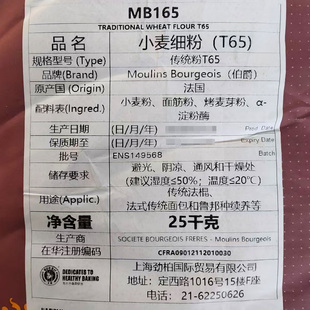 MB165
TRADITIONAL WHEAT FLOUR T65
品 名 小麦细粉（T65)
规格型号 (Type) 传统粉T65
品牌(Brand) Moulins Bourgeois（伯爵)
原产国 (Origin) 法国
配料表(Ingred.) 小麦粉、面筋粉、烤麦芽粉、α-
淀粉酶
生产日期 (日/月/年) Prod. Date
保质期至 (日/月/年) Expiry Date
批号 ENS149568 Batch
储存要求 避光、阴凉、通风和干燥处
(建议湿度≤50%；温度≤20℃)
用途(Applic.) 传统法棍、
法式传统面包和鲁邦种续养等
净含量 25千克
生产商 SOCIETE BOURGEOIS FRERES - Moulins Bourgeois
在华注册编码 CFRA09012112010030
DEDICATED TO
HEALTHY BAKING
上海劲柏国际贸易有限公司
地址：定西路1016号15楼F座
电话：21-62250626